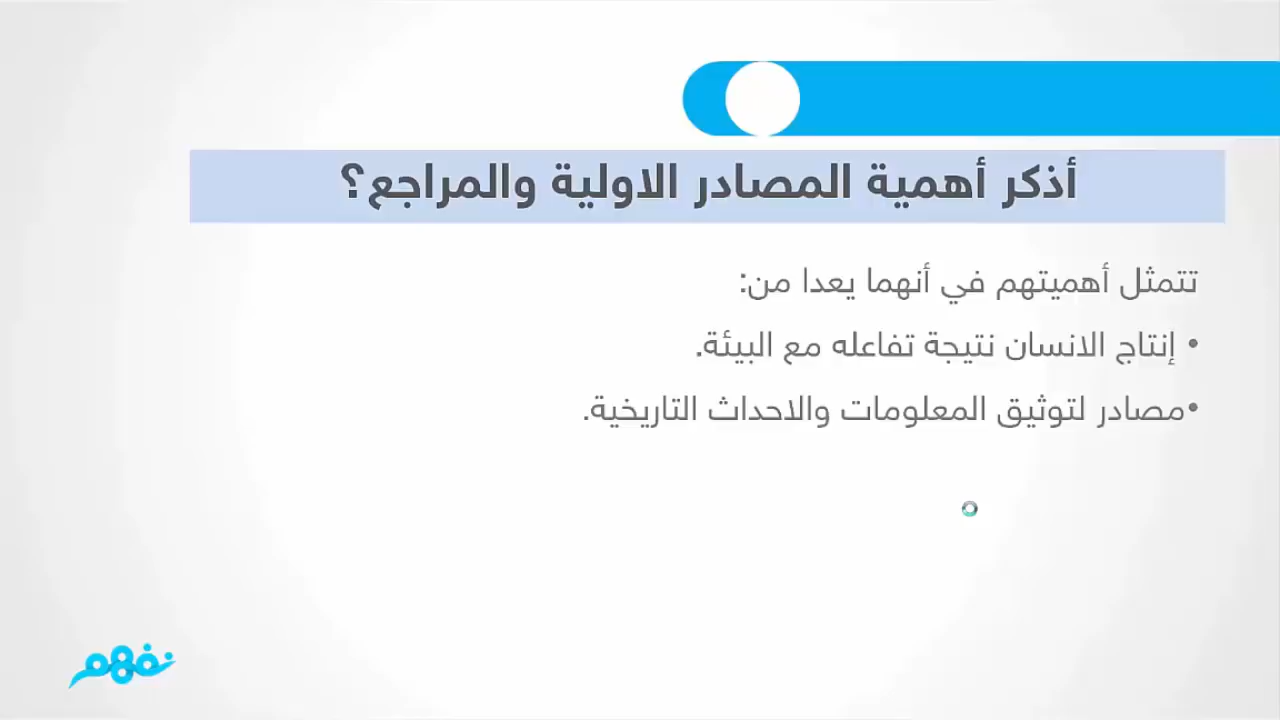 أذكر أهمية المصادر الاولية والمراجع؟
تتمثل أهميتهم في أنهما يعدا من:
• إنتاج الانسان نتيجة تفاعله مع البيئة.
•مصادر لتوثيق المعلومات والاحداث التاريخية.
نفهم